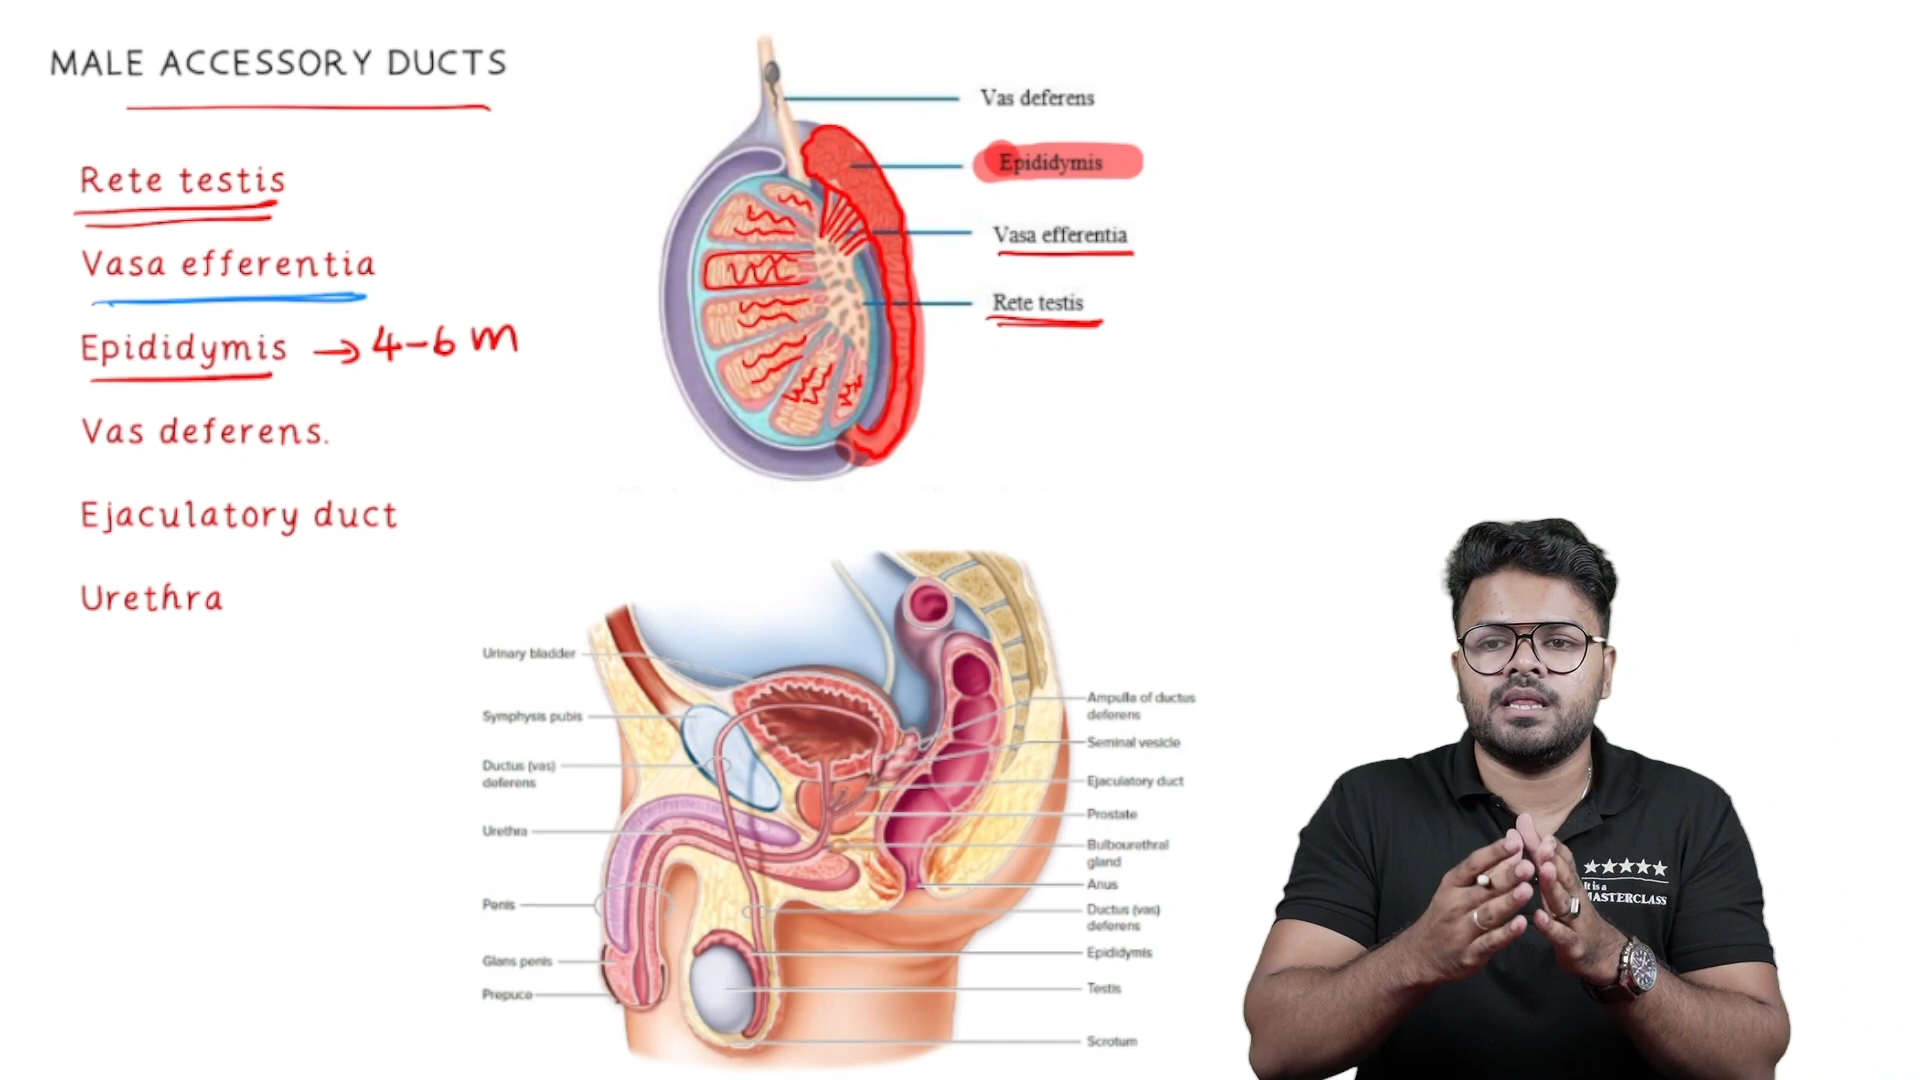 MALE ACCESSORY DUCTS
Rete testis
Vasa efferentia
Epididymis → 4-6 m
Vas deferens.
Ejaculatory duct
Urethra
Vas deferens
Epididymis
Vasa efferentia
Rete testis
Urinary bladder
Symphysis pubis
Ductus (vas)
deferens
Urethra
Penis
Glans penis
Prepuce
Ampulla of ductus
deferens
Seminal vesicle
Ejaculatory duct
Prostate
Bulbourethral
gland
Anus
Ductus (vas)
deferens
Epididymis
Testis
Scrotum
It is a
MASTERCLASS